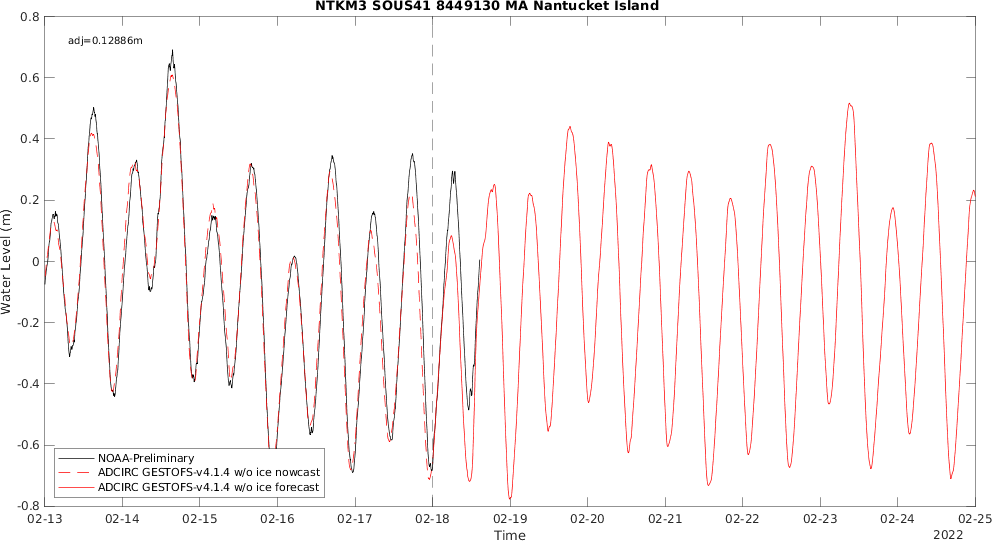 NTKM3 SOUS41 8449130 MA Nantucket Island
adj=0.12886m
0.8
0.6
0.4
0.2
0
-0.2
-0.4
-0.6
-0.8
Water Level (m)
NOAA-Preliminary
ADCIRC GESTOFS-v4.1.4 w/o ice nowcast
ADCIRC GESTOFS-v4.1.4 w/o ice forecast
02-13 02-14 02-15 02-16 02-17 02-18 02-19 02-20 02-21 02-22 02-23 02-24 02-25
Time
2022